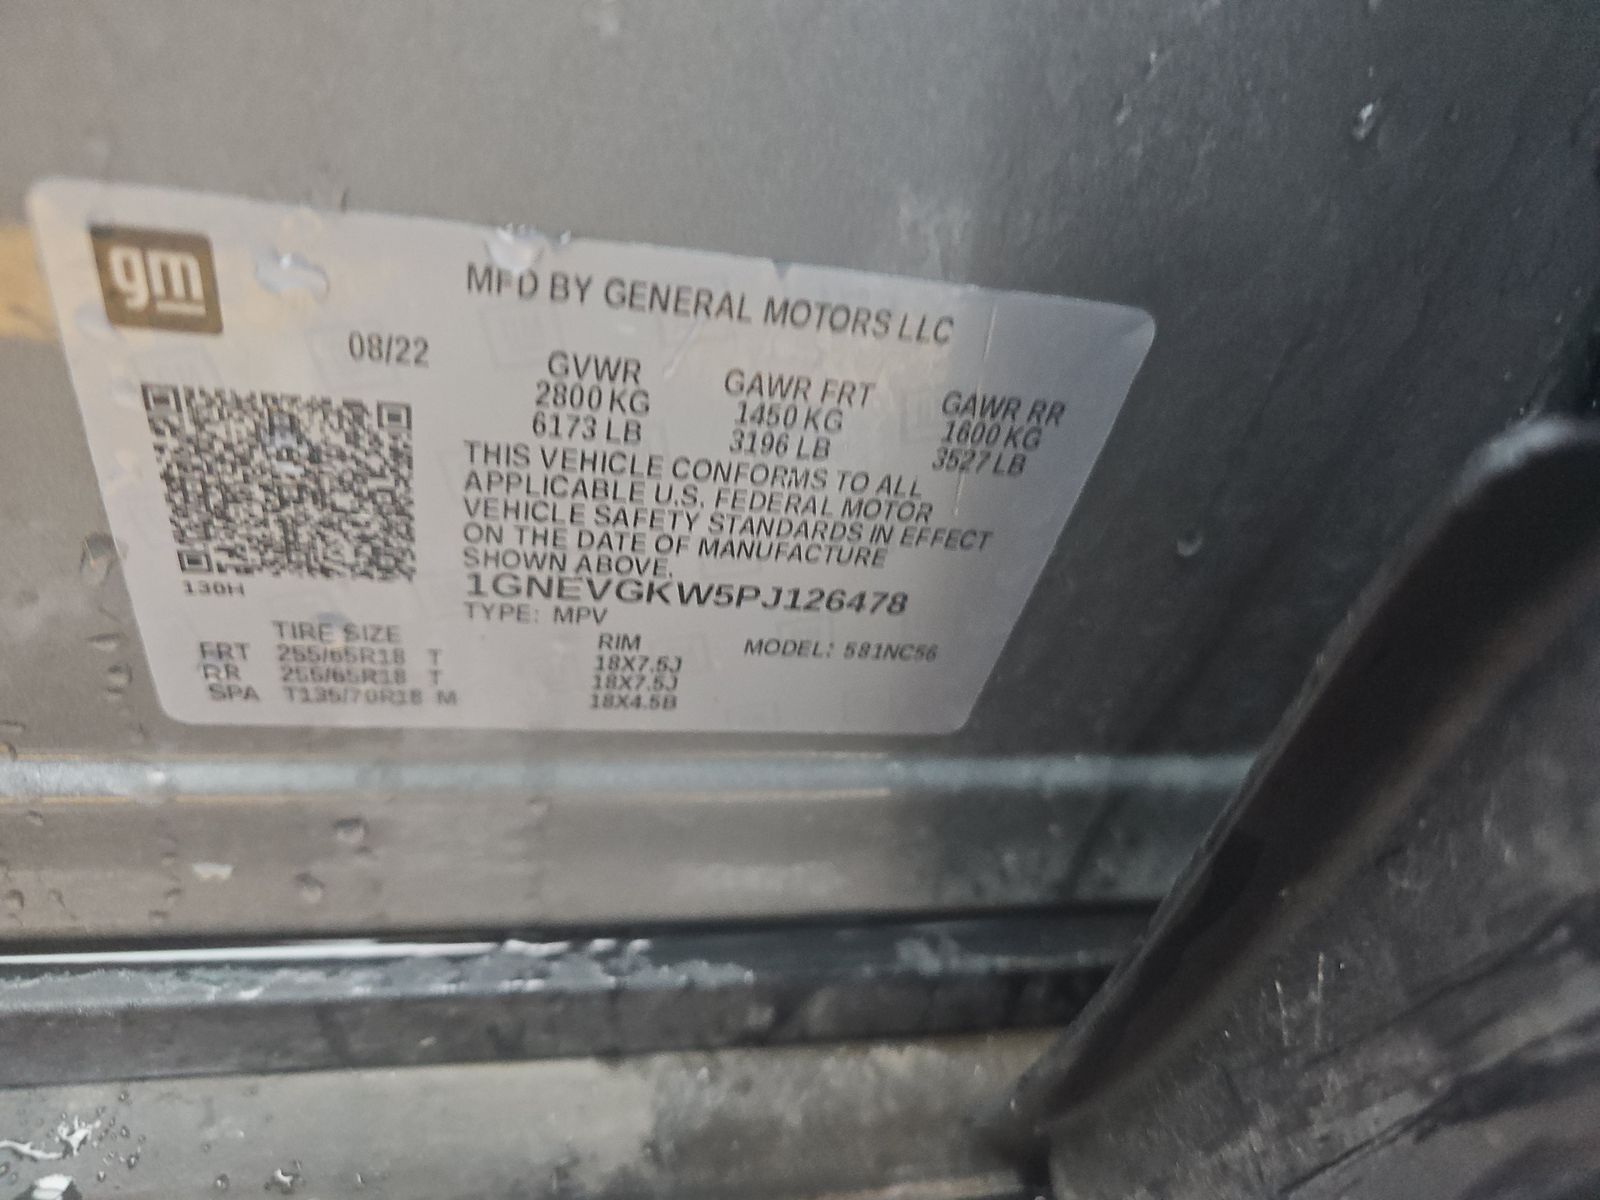 gm
MFD BY GENERAL MOTORS LLC
08/22
GVWR GAWR FRT GAWR RR
2800 KG 1450 KG 1600 KG
6173 LB 3196 LB 3527 LB
THIS VEHICLE CONFORMS TO ALL
APPLICABLE U.S. FEDERAL MOTOR
VEHICLE SAFETY STANDARDS IN EFFECT
ON THE DATE OF MANUFACTURE
SHOWN ABOVE.
130H
1GNEVGKW5PJ126478
TYPE: MPV
TIRE SIZE RIM MODEL: 581NC56
FRT 255/65R18 T 18X7.5J
RR 255/65R18 T 18X7.5J
SPA T135/70R18 M 18X4.5B